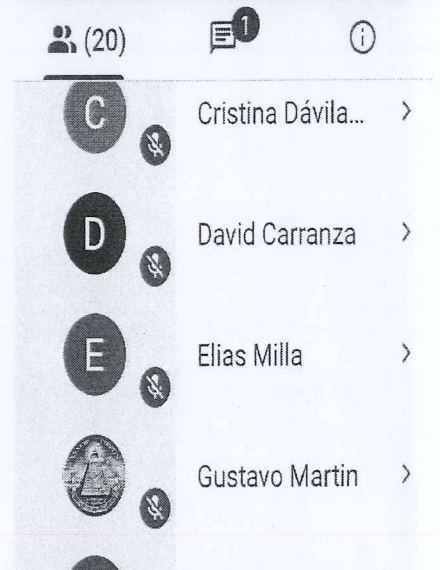 (20)
1
C
Cristina Dávila...
D
David Carranza
E
Elias Milla
Gustavo Martin